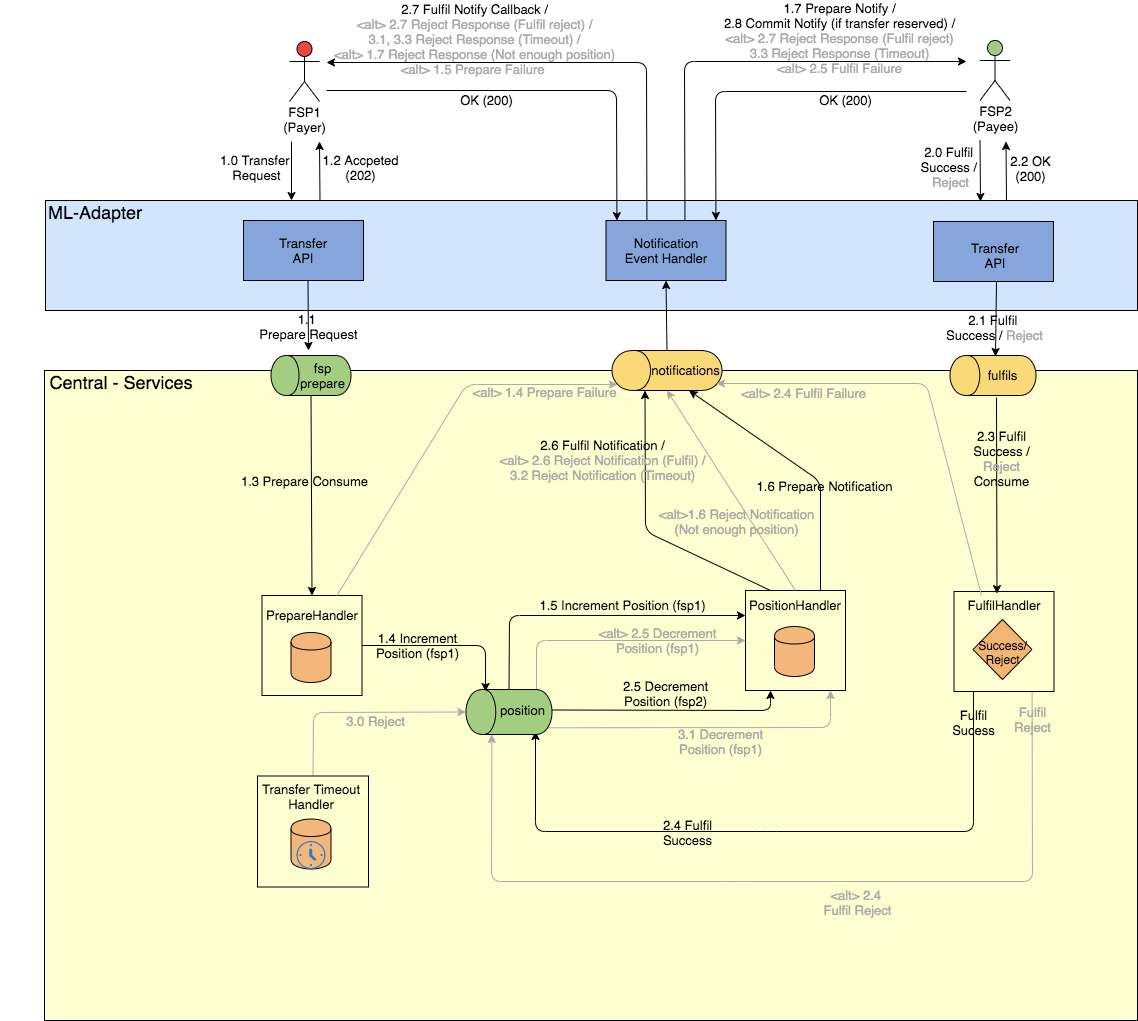 2.7 Fulfil Notify Callback /
<alt> 2.7 Reject Response (Fulfil reject) /
3.1, 3.3 Reject Response (Timeout) /
<alt> 1.7 Reject Response (Not enough position)
<alt> 1.5 Prepare Failure
1.7 Prepare Notify /
2.8 Commit Notify (if transfer reserved) /
<alt> 2.7 Reject Response (Fulfil reject)
3.3 Reject Response (Timeout)
<alt> 2.5 Fulfil Failure
OK (200)
OK (200)
FSP1
(Payer)
FSP2
(Payee)
1.0 Transfer
Request
1.2 Accpeted
(202)
2.0 Fulfil
Success /
Reject
2.2 OK
(200)
ML-Adapter
Transfer
API
Notification
Event Handler
Transfer
API
1.1
Prepare Request
2.1 Fulfil
Success / Reject
Central - Services
fsp
prepare
notifications
fulfils
<alt> 1.4 Prepare Failure
<alt> 2.4 Fulfil Failure
2.6 Fulfil Notification /
<alt> 2.6 Reject Notification (Fulfil) /
3.2 Reject Notification (Timeout)
2.3 Fulfil
Success /
Reject
Consume
1.3 Prepare Consume
1.6 Prepare Notification
<alt>1.6 Reject Notification
(Not enough position)
PrepareHandler
1.5 Increment Position (fsp1)
PositionHandler
FulfilHandler
1.4 Increment
Position (fsp1)
<alt> 2.5 Decrement
Position (fsp1)
Success/
Reject
2.5 Decrement
Position (fsp2)
position
3.0 Reject
3.1 Decrement
Position (fsp1)
Fulfil
Sucess
Fulfil
Reject
Transfer Timeout
Handler
2.4 Fulfil
Success
<alt> 2.4
Fulfil Reject